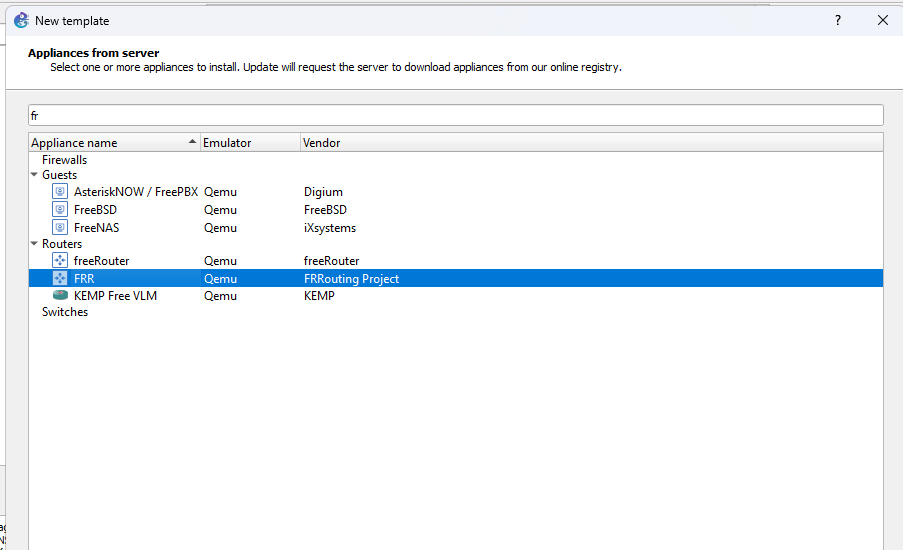 New template
?
Appliances from server
Select one or more appliances to install. Update will request the server to download appliances from our online registry.
fr
Appliance name Emulator Vendor
Firewalls
Guests
AsteriskNOW / FreePBX Qemu Digium
FreeBSD Qemu FreeBSD
FreeNAS Qemu iXsystems
Routers
freeRouter Qemu freeRouter
FRR Qemu FRRouting Project
KEMP Free VLM Qemu KEMP
Switches